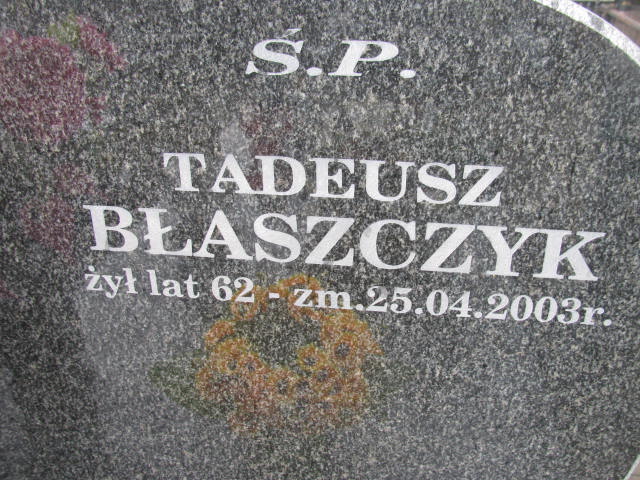 Ś.P.
TADEUSZ
BŁASZCZYK
żył lat 62 - zm.25.04.2003r.